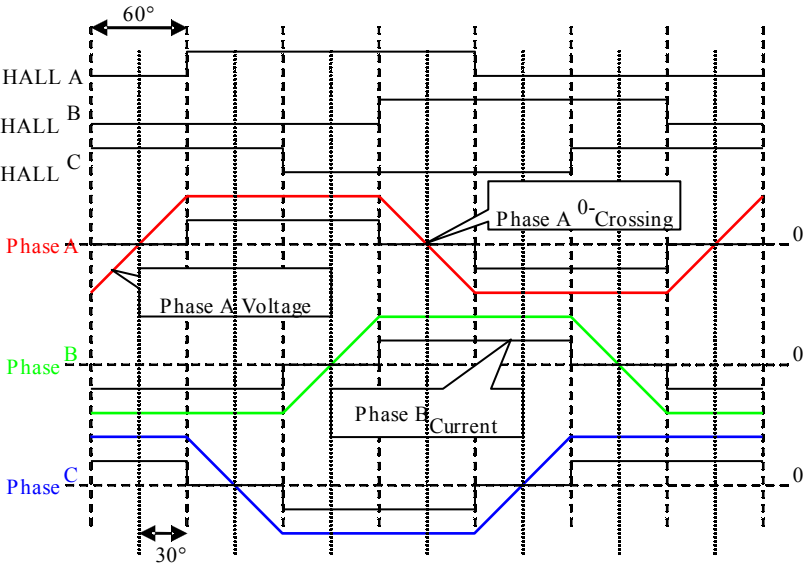 60°
HALL A
HALL B
HALL C
Phase A 0-Crossing
Phase A
0
Phase A Voltage
Phase B
0
Phase B Current
Phase C
0
30°